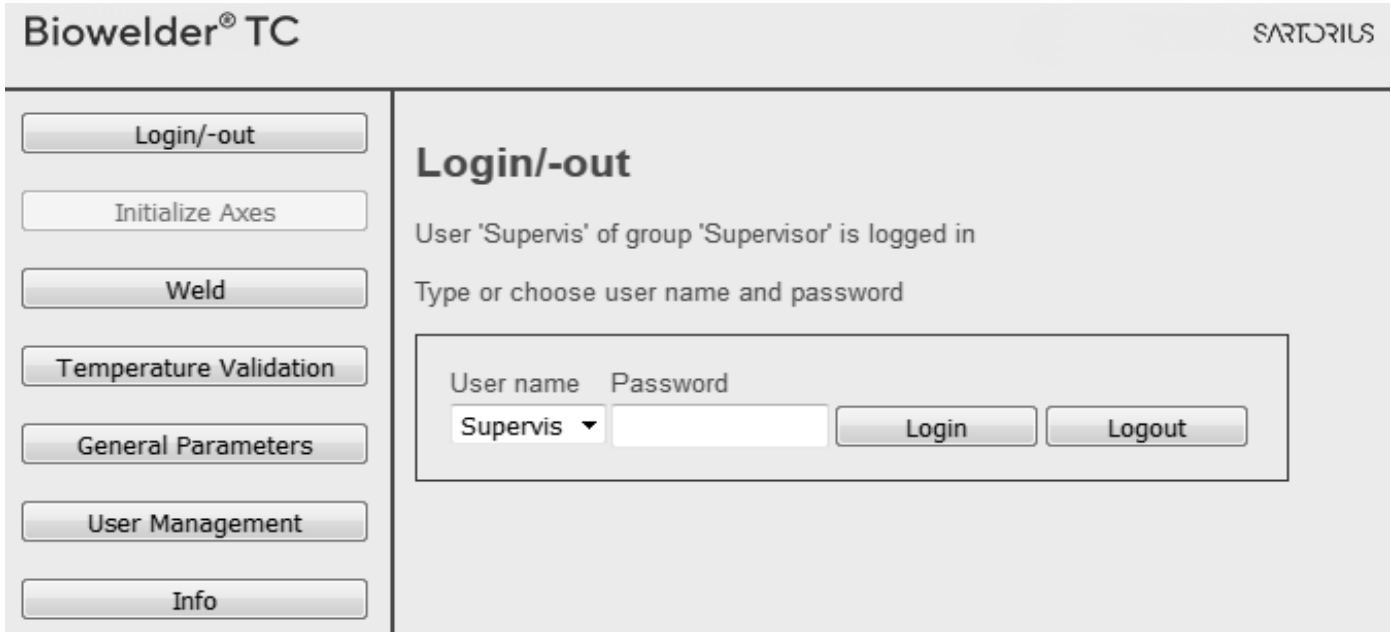 Biowelder® TC
SARTORIUS
Login/-out
Initialize Axes
Weld
Temperature Validation
General Parameters
User Management
Info
Login/-out
User 'Supervis' of group 'Supervisor' is logged in
Type or choose user name and password
User name Password
Supervis Login Logout